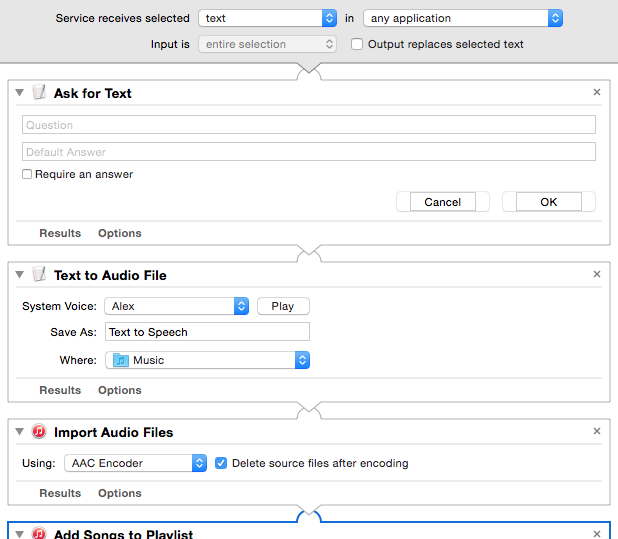 Service receives selected text in any application
Input is entire selection Output replaces selected text
Ask for Text
Question
Default Answer
Require an answer
Cancel OK
Results Options
Text to Audio File
System Voice: Alex Play
Save As: Text to Speech
Where: Music
Results Options
Import Audio Files
Using: AAC Encoder Delete source files after encoding
Results Options
Add Songs to Playlist